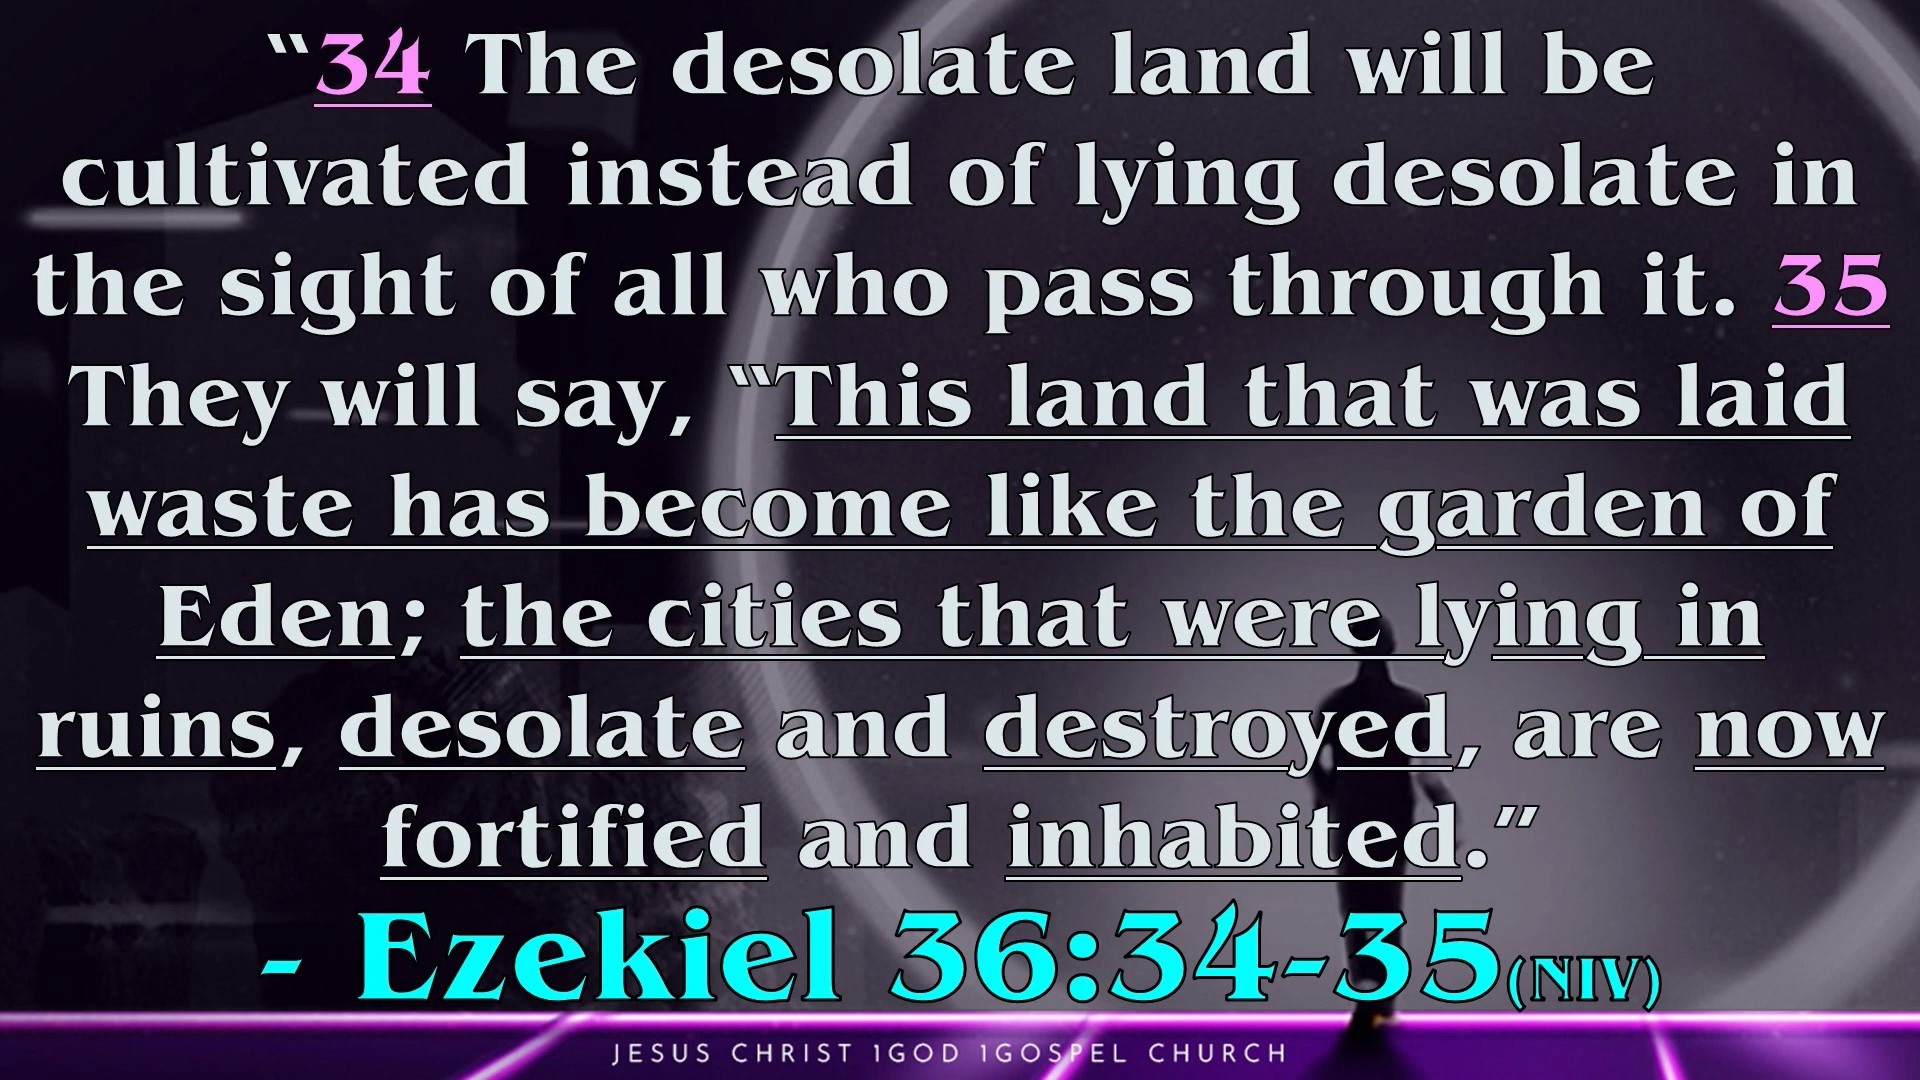 “34 The desolate land will be
cultivated instead of lying desolate in
the sight of all who pass through it. 35
They will say, “This land that was laid
waste has become like the garden of
Eden; the cities that were lying in
ruins, desolate and destroyed, are now
fortified and inhabited.”
- Ezekiel 36:34-35(NIV)
JESUS CHRIST 1GOD 1GOSPEL CHURCH